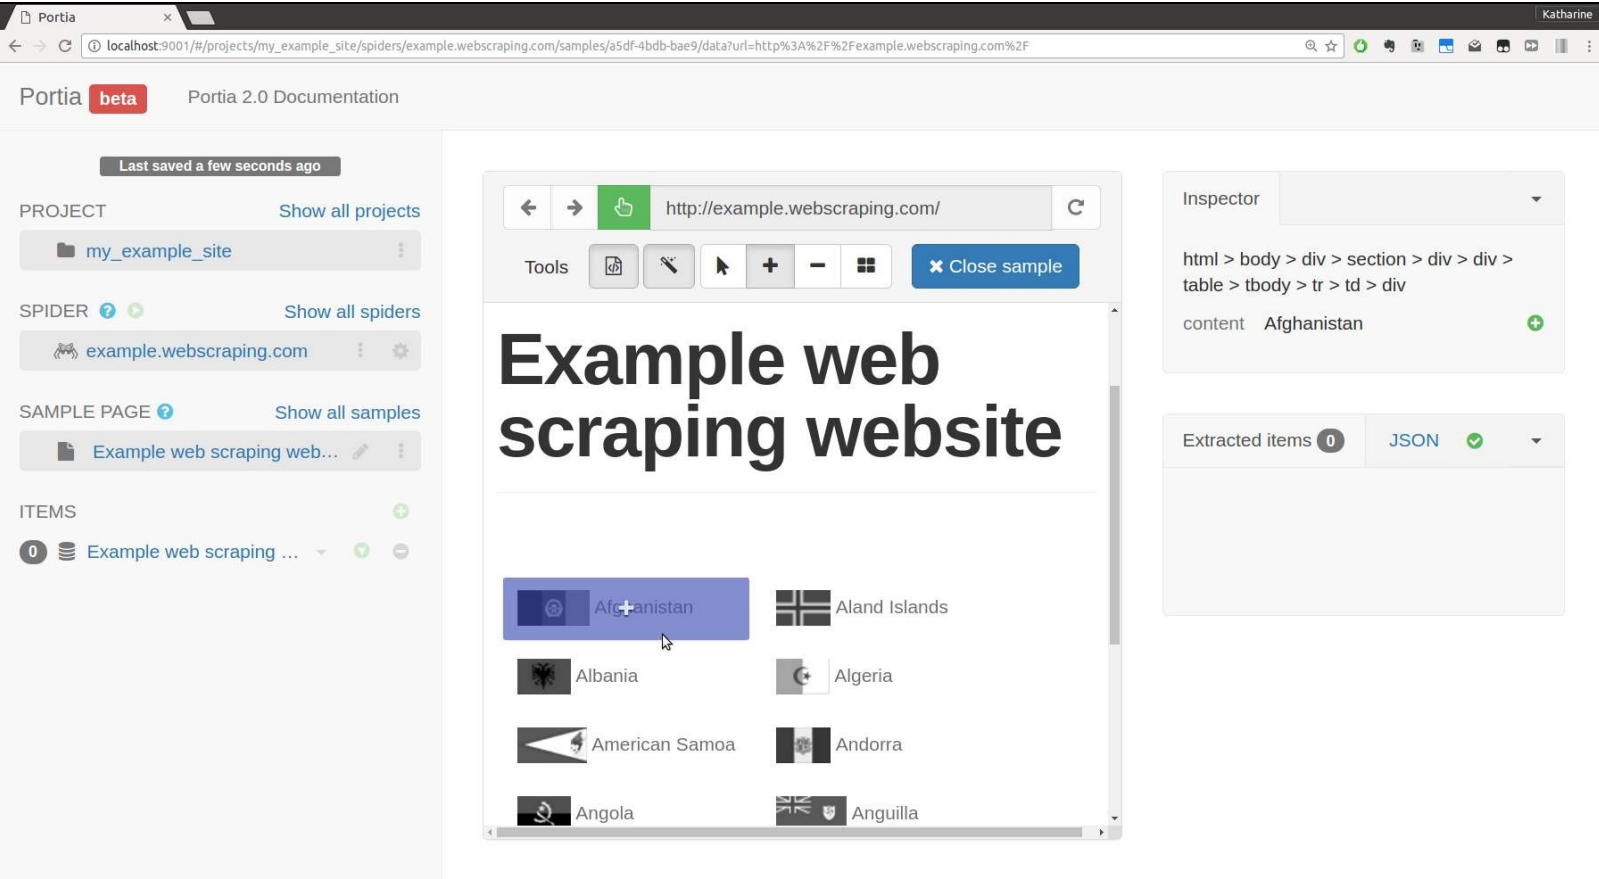 Portia
Katharine
localhost:9001/#/projects/my_example_site/spiders/example.webscraping.com/samples/a5df-4bdb-bae9/data?url=http%3A%2F%2Fexample.webscraping.com%2F
Portia beta Portia 2.0 Documentation
Last saved a few seconds ago
PROJECT Show all projects
my_example_site
SPIDER Show all spiders
example.webscraping.com
SAMPLE PAGE Show all samples
Example web scraping web...
ITEMS
0 Example web scraping ...
http://example.webscraping.com/
Tools Close sample
Example web
scraping website
Afghanistan Aland Islands
Albania Algeria
American Samoa Andorra
Angola Anguilla
Inspector
html > body > div > section > div > div >
table > tbody > tr > td > div
content Afghanistan
Extracted items 0 JSON